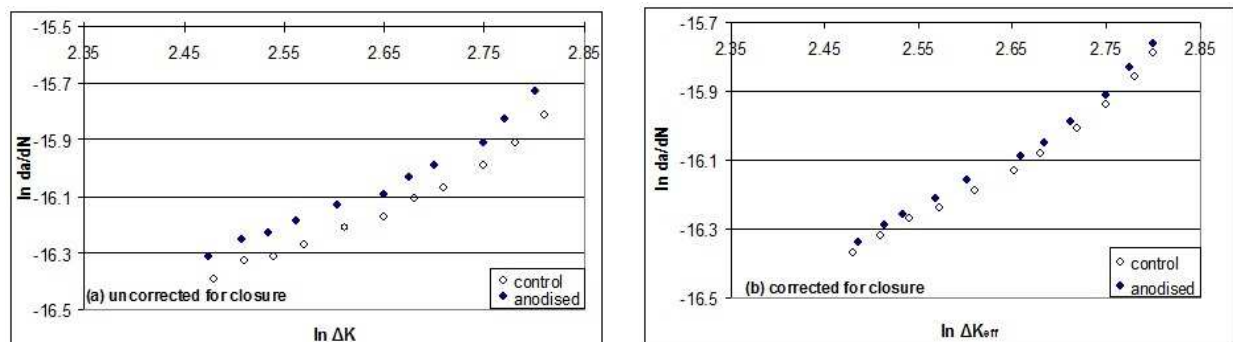 -15.5
2.35 2.45 2.55 2.65 2.75 2.85
-15.7
-15.9
-16.1
-16.3
-16.5
ln da/dN
(a) uncorrected for closure
control
anodised
ln ΔK
-15.7
2.35 2.45 2.55 2.65 2.75 2.85
-15.9
-16.1
-16.3
-16.5
ln da/dN
(b) corrected for closure
control
anodised
ln ΔKeff